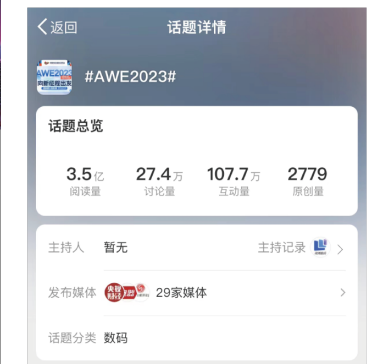 返回 话题详情
AWE2023
#AWE2023#
话题总览
3.5亿 27.4万 107.7万 2779
阅读量 讨论量 互动量 原创量
主持人 暂无 主持记录
发布媒体 29家媒体
话题分类 数码